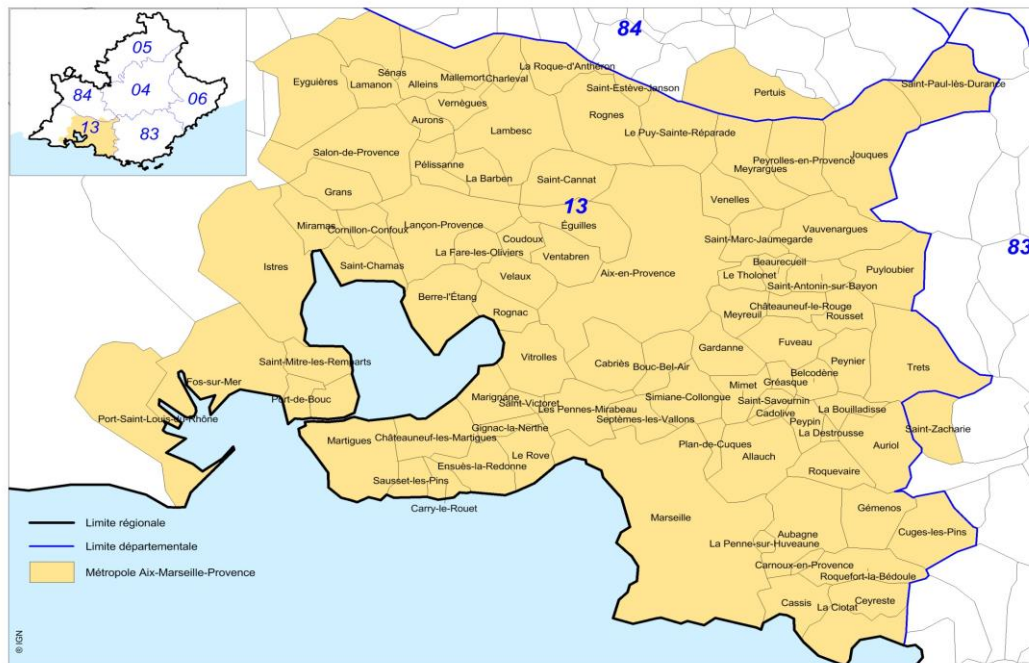 05
84
04
06
13
83
84
83
13
La Roque-d'Anthéron
Saint-Paul-lès-Durance
Sénas
Mallemort
Charleval
Eyguières
Lamanon
Alleins
Saint-Estève-Janson
Pertuis
Vernègues
Rognes
Aurons
Lambesc
Le Puy-Sainte-Réparade
Salon-de-Provence
Pélissanne
Peyrolles-en-Provence
Jouques
La Barben
Saint-Cannat
Meyrargues
Grans
Venelles
Miramas
Cornillon-Confoux
Lançon-Provence
Éguilles
Vauvenargues
Coudoux
Saint-Marc-Jaumegarde
La Fare-les-Oliviers
Ventabren
Beaurecueil
Istres
Saint-Chamas
Velaux
Aix-en-Provence
Le Tholonet
Puyloubier
Saint-Antonin-sur-Bayon
Berre-l'Étang
Rognac
Châteauneuf-le-Rouge
Meyreuil
Rousset
Gardanne
Fuveau
Saint-Mitre-les-Remparts
Vitrolles
Cabriès
Bouc-Bel-Air
Peynier
Trets
Fos-sur-Mer
Belcodène
Mimet
Gréasque
Port-de-Bouc
Marignane
Saint-Victoret
Simiane-Collongue
Saint-Savournin
Les Pennes-Mirabeau
Cadolive
La Bouilladisse
Port-Saint-Louis-du-Rhône
Septèmes-les-Vallons
Peypin
Gignac-la-Nerthe
La Destrousse
Saint-Zacharie
Martigues
Châteauneuf-les-Martigues
Plan-de-Cuques
Auriol
Le Rove
Allauch
Ensuès-la-Redonne
Roquevaire
Sausset-les-Pins
Carry-le-Rouet
Marseille
Gémenos
Aubagne
Cuges-les-Pins
La Penne-sur-Huveaune
Carnoux-en-Provence
Roquefort-la-Bédoule
Cassis
Ceyreste
La Ciotat
Limite régionale
Limite départementale
Métropole Aix-Marseille-Provence
® IGN